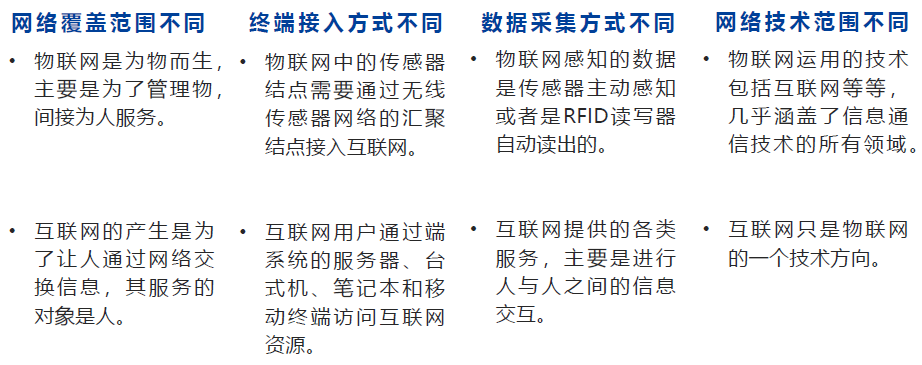 网络覆盖范围不同
• 物联网是为物而生，
主要是为了管理物，
间接为人服务。
• 互联网的产生是为
了让人通过网络交
换信息，其服务的
对象是人。
终端接入方式不同
• 物联网中的传感器
结点需要通过无线
传感器网络的汇聚
结点接入互联网。
• 互联网用户通过端
系统的服务器、台
式机、笔记本和移
动终端访问互联网
资源。
数据采集方式不同
• 物联网感知的数据
是传感器主动感知
或者是RFID读写器
自动读出的。
• 互联网提供的各类
服务，主要是进行
人与人之间的信息
交互。
网络技术范围不同
• 物联网运用的技术
包括互联网等等，
几乎涵盖了信息通
信技术的所有领域。
• 互联网只是物联网
的一个技术方向。